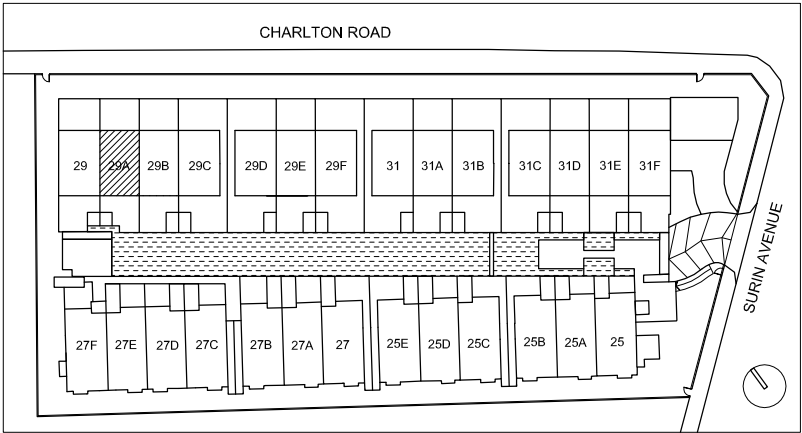 CHARLTON ROAD
29 29A 29B 29C 29D 29E 29F 31 31A 31B 31C 31D 31E 31F
SURIN AVENUE
27F 27E 27D 27C 27B 27A 27 25E 25D 25C 25B 25A 25